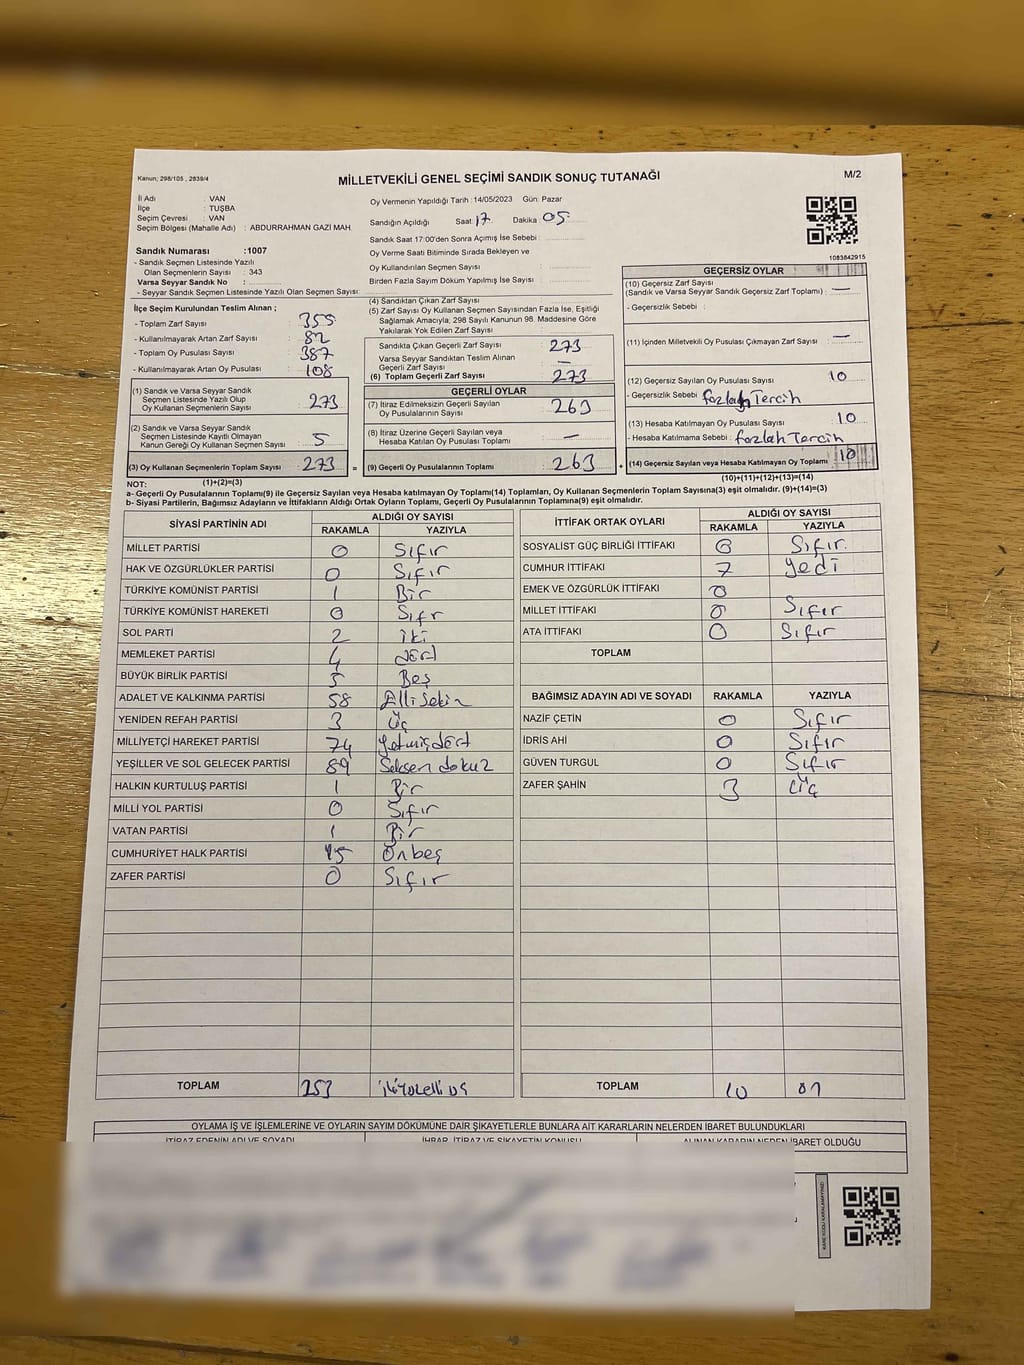 Kanun; 298/105 , 2839/4
MİLLETVEKİLİ GENEL SEÇİMİ SANDIK SONUÇ TUTANAĞI
M/2
İl Adı : VAN
İlçe : TUŞBA
Seçim Çevresi : VAN
Seçim Bölgesi (Mahalle Adı) : ABDURRAHMAN GAZI MAH.
Sandık Numarası :1007
- Sandık Seçmen Listesinde Yazılı
Olan Seçmenlerin Sayısı : 343
Varsa Seyyar Sandık No :
- Seyyar Sandık Seçmen Listesinde Yazılı Olan Seçmen Sayısı:
Oy Vermenin Yapıldığı Tarih :14/05/2023 Gün: Pazar
Sandığın Açıldığı Saat: 17 Dakika : 05
Sandık Saat 17:00'den Sonra Açımış İse Sebebi :
Oy Verme Saati Bitiminde Sırada Bekleyen ve
Oy Kullandırılan Seçmen Sayısı :
Birden Fazla Sayım Döküm Yapılmış İse Sayısı :
1083842915
İlçe Seçim Kurulundan Teslim Alınan ;
- Toplam Zarf Sayısı : 355
- Kullanılmayarak Artan Zarf Sayısı : 82
- Toplam Oy Pusulası Sayısı : 387
- Kullanılmayarak Artan Oy Pusulası : 108
(1) Sandık ve Varsa Seyyar Sandık
Seçmen Listesinde Yazılı Olup
Oy Kullanan Seçmenlerin Sayısı : 273
(2) Sandık ve Varsa Seyyar Sandık
Seçmen Listesinde Kayıtlı Olmayan
Kanun Gereği Oy Kullanan Seçmen Sayısı : 5
(3) Oy Kullanan Seçmenlerin Toplam Sayısı : 273 =
(4) Sandıktan Çıkan Zarf Sayısı :
(5) Zarf Sayısı Oy Kullanan Seçmen Sayısından Fazla İse, Eşitliği
Sağlamak Amacıyla; 298 Sayılı Kanunun 98. Maddesine Göre
Yakılarak Yok Edilen Zarf Sayısı :
Sandıkta Çıkan Geçerli Zarf Sayısı : 273
Varsa Seyyar Sandıktan Teslim Alınan
Geçerli Zarf Sayısı : —
(6) Toplam Geçerli Zarf Sayısı : 273
GEÇERLİ OYLAR
(7) İtiraz Edilmeksizin Geçerli Sayılan
Oy Pusulalarının Sayısı : 263
(8) İtiraz Üzerine Geçerli Sayılan veya
Hesaba Katılan Oy Pusulası Toplamı : —
(9) Geçerli Oy Pusulalarının Toplamı : 263 +
GEÇERSİZ OYLAR
(10) Geçersiz Zarf Sayısı
(Sandık ve Varsa Seyyar Sandık Geçersiz Zarf Toplamı) : —
- Geçersizlik Sebebi :
(11) İçinden Milletvekili Oy Pusulası Çıkmayan Zarf Sayısı: —
(12) Geçersiz Sayılan Oy Pusulası Sayısı : 10
- Geçersizlik Sebebi : Tercih
(13) Hesaba Katılmayan Oy Pusulası Sayısı : 10
- Hesaba Katılmama Sebebi : fazlah Tercih
(14) Geçersiz Sayılan veya Hesaba Katılmayan Oy Toplamı : 10
NOT: (1)+(2)=(3)
(10)+(11)+(12)+(13)=(14)
a- Geçerli Oy Pusulalarının Toplamı(9) ile Geçersiz Sayılan veya Hesaba katılmayan Oy Toplamı(14) Toplamları, Oy Kullanan Seçmenlerin Toplam Sayısına(3) eşit olmalıdır. (9)+(14)=(3)
b- Siyasi Partilerin, Bağımsız Adayların ve İttifakların Aldığı Oyların Toplamı, Geçerli Oy Pusulalarının Toplamına(9) eşit olmalıdır.
SİYASİ PARTİNİN ADI
ALDIĞI OY SAYISI
RAKAMLA YAZIYLA
MİLLET PARTİSİ 0 Sıfır
HAK VE ÖZGÜRLÜKLER PARTİSİ 0 Sıfır
TÜRKİYE KOMÜNİST PARTİSİ 1 Bir
TÜRKİYE KOMÜNİST HAREKETİ 0 Sıfr
SOL PARTİ 2 iki
MEMLEKET PARTİSİ 4 dört
BÜYÜK BİRLİK PARTİSİ 5 Beş
ADALET VE KALKINMA PARTİSİ 58 Elli Sekiz
YENİDEN REFAH PARTİSİ 3 Üç
MİLLİYETÇİ HAREKET PARTİSİ 74 Yetmiş dört
YEŞİLLER VE SOL GELECEK PARTİSİ 89 Seksen dokuz
HALKIN KURTULUŞ PARTİSİ 1 Bir
MİLLİ YOL PARTİSİ 0 Sıfır
VATAN PARTİSİ 1 Bir
CUMHURİYET HALK PARTİSİ 15 Önbeş
ZAFER PARTİSİ 0 Sıfır
TOPLAM 253 ikiyüzelli üç
İTTİFAK ORTAK OYLARI
ALDIĞI OY SAYISI
RAKAMLA YAZIYLA
SOSYALİST GÜÇ BİRLİĞİ İTTİFAKI 0 Sıfır.
CUMHUR İTTİFAKI 7 yedi
EMEK VE ÖZGÜRLÜK İTTİFAKI 0
MİLLET İTTİFAKI 0 Sıfır
ATA İTTİFAKI 0 Sıfır
TOPLAM
BAĞIMSIZ ADAYIN ADI VE SOYADI RAKAMLA YAZIYLA
NAZİF ÇETİN 0 Sıfır
İDRİS AHİ 0 Sıfır
GÜVEN TURGUL 0 Sıfır
ZAFER ŞAHİN 3 Üç
TOPLAM 10 on
OYLAMA İŞ VE İŞLEMLERİNE VE OYLARIN SAYIM DÖKÜMÜNE DAİR ŞİKAYETLERLE BUNLARA AİT KARARLARIN NELERDEN İBARET BULUNDUKLARI
İTİRAZ EDENİN ADI VE SOYADI İHBAR, İTİRAZ VE ŞİKAYETİN KONUSU ALINAN KARARIN NEDEN İBARET OLDUĞU
KARE KODU KARALAMAYINIZ!